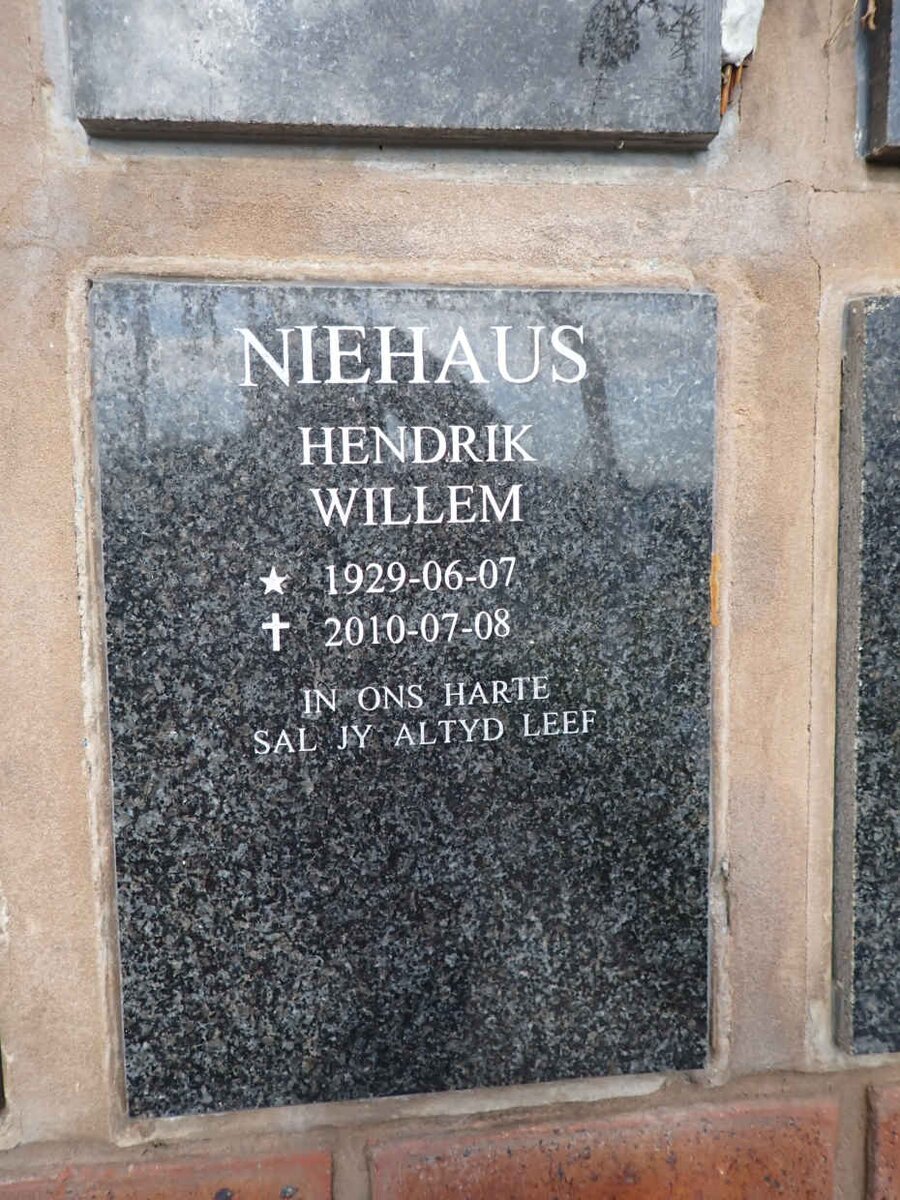 NIEHAUS
HENDRIK
WILLEM
★ 1929-06-07
✝ 2010-07-08
IN ONS HARTE
SAL JY ALTYD LEEF